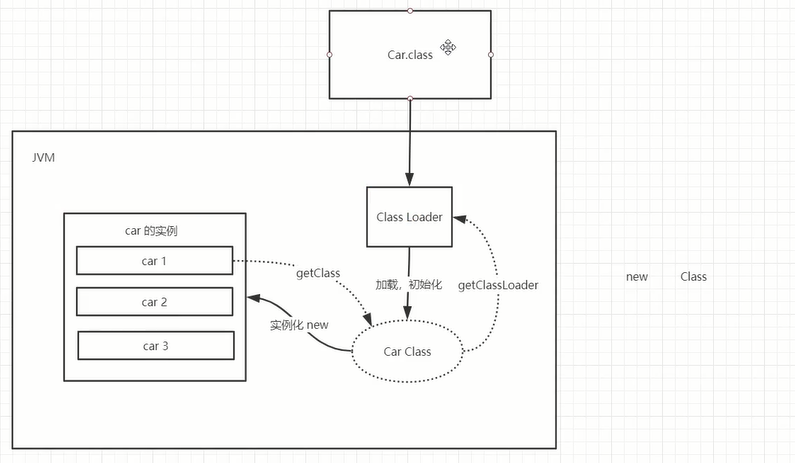 Car.class
JVM
Class Loader
car 的实例
car 1
getClass
加载，初始化
getClassLoader
new
Class
car 2
实例化 new
car 3
Car Class